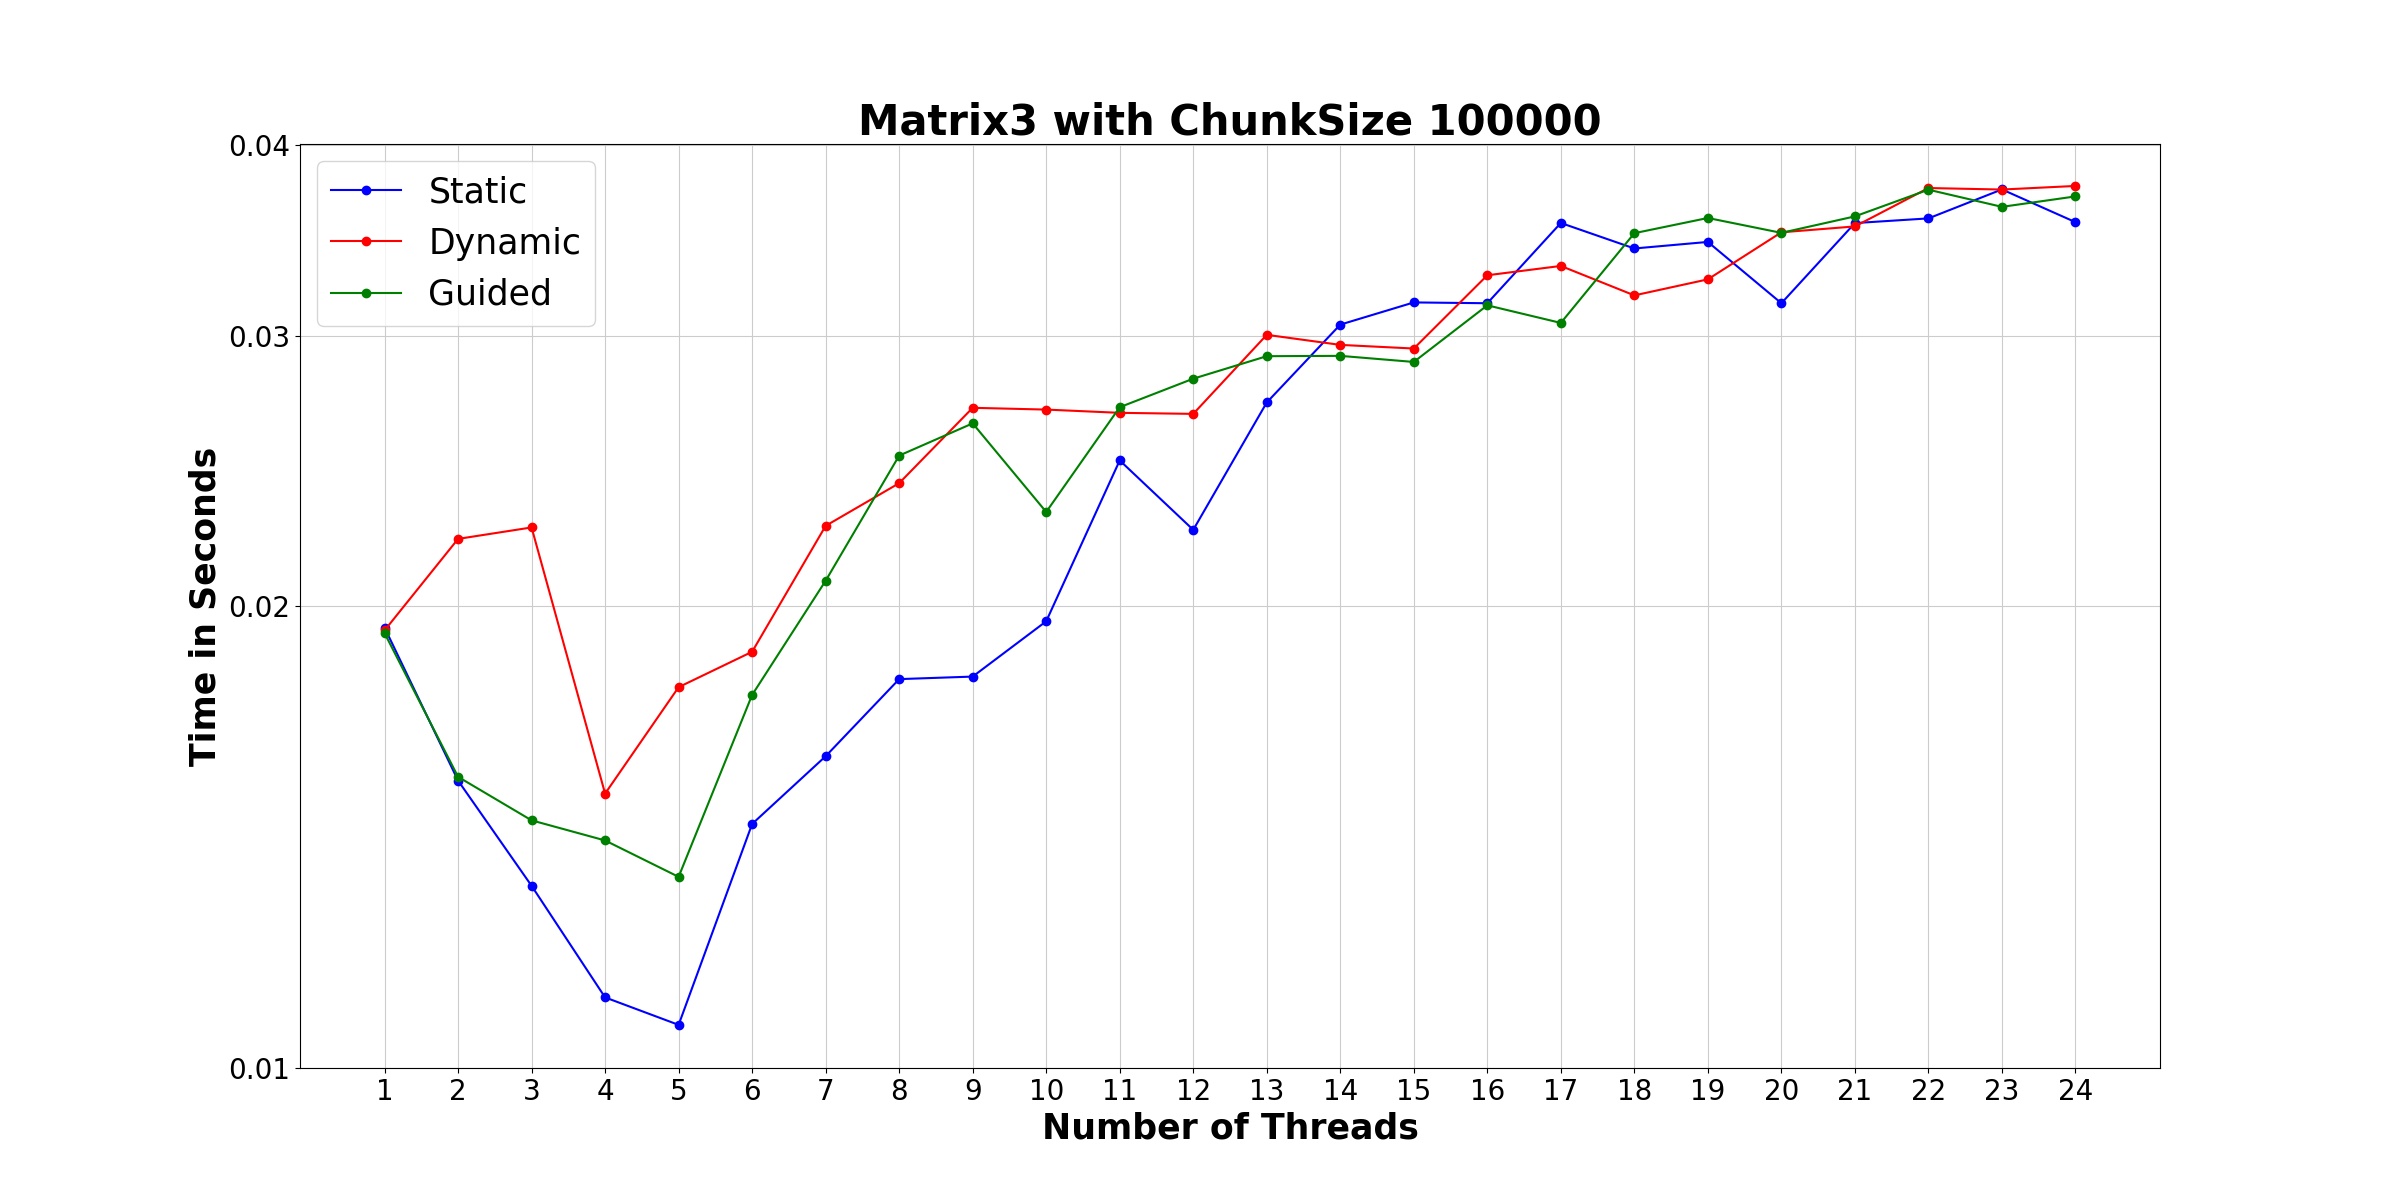 Matrix3 with ChunkSize 100000
0.04
0.03
0.02
0.01
Time in Seconds
Static
Dynamic
Guided
1 2 3 4 5 6 7 8 9 10 11 12 13 14 15 16 17 18 19 20 21 22 23 24
Number of Threads